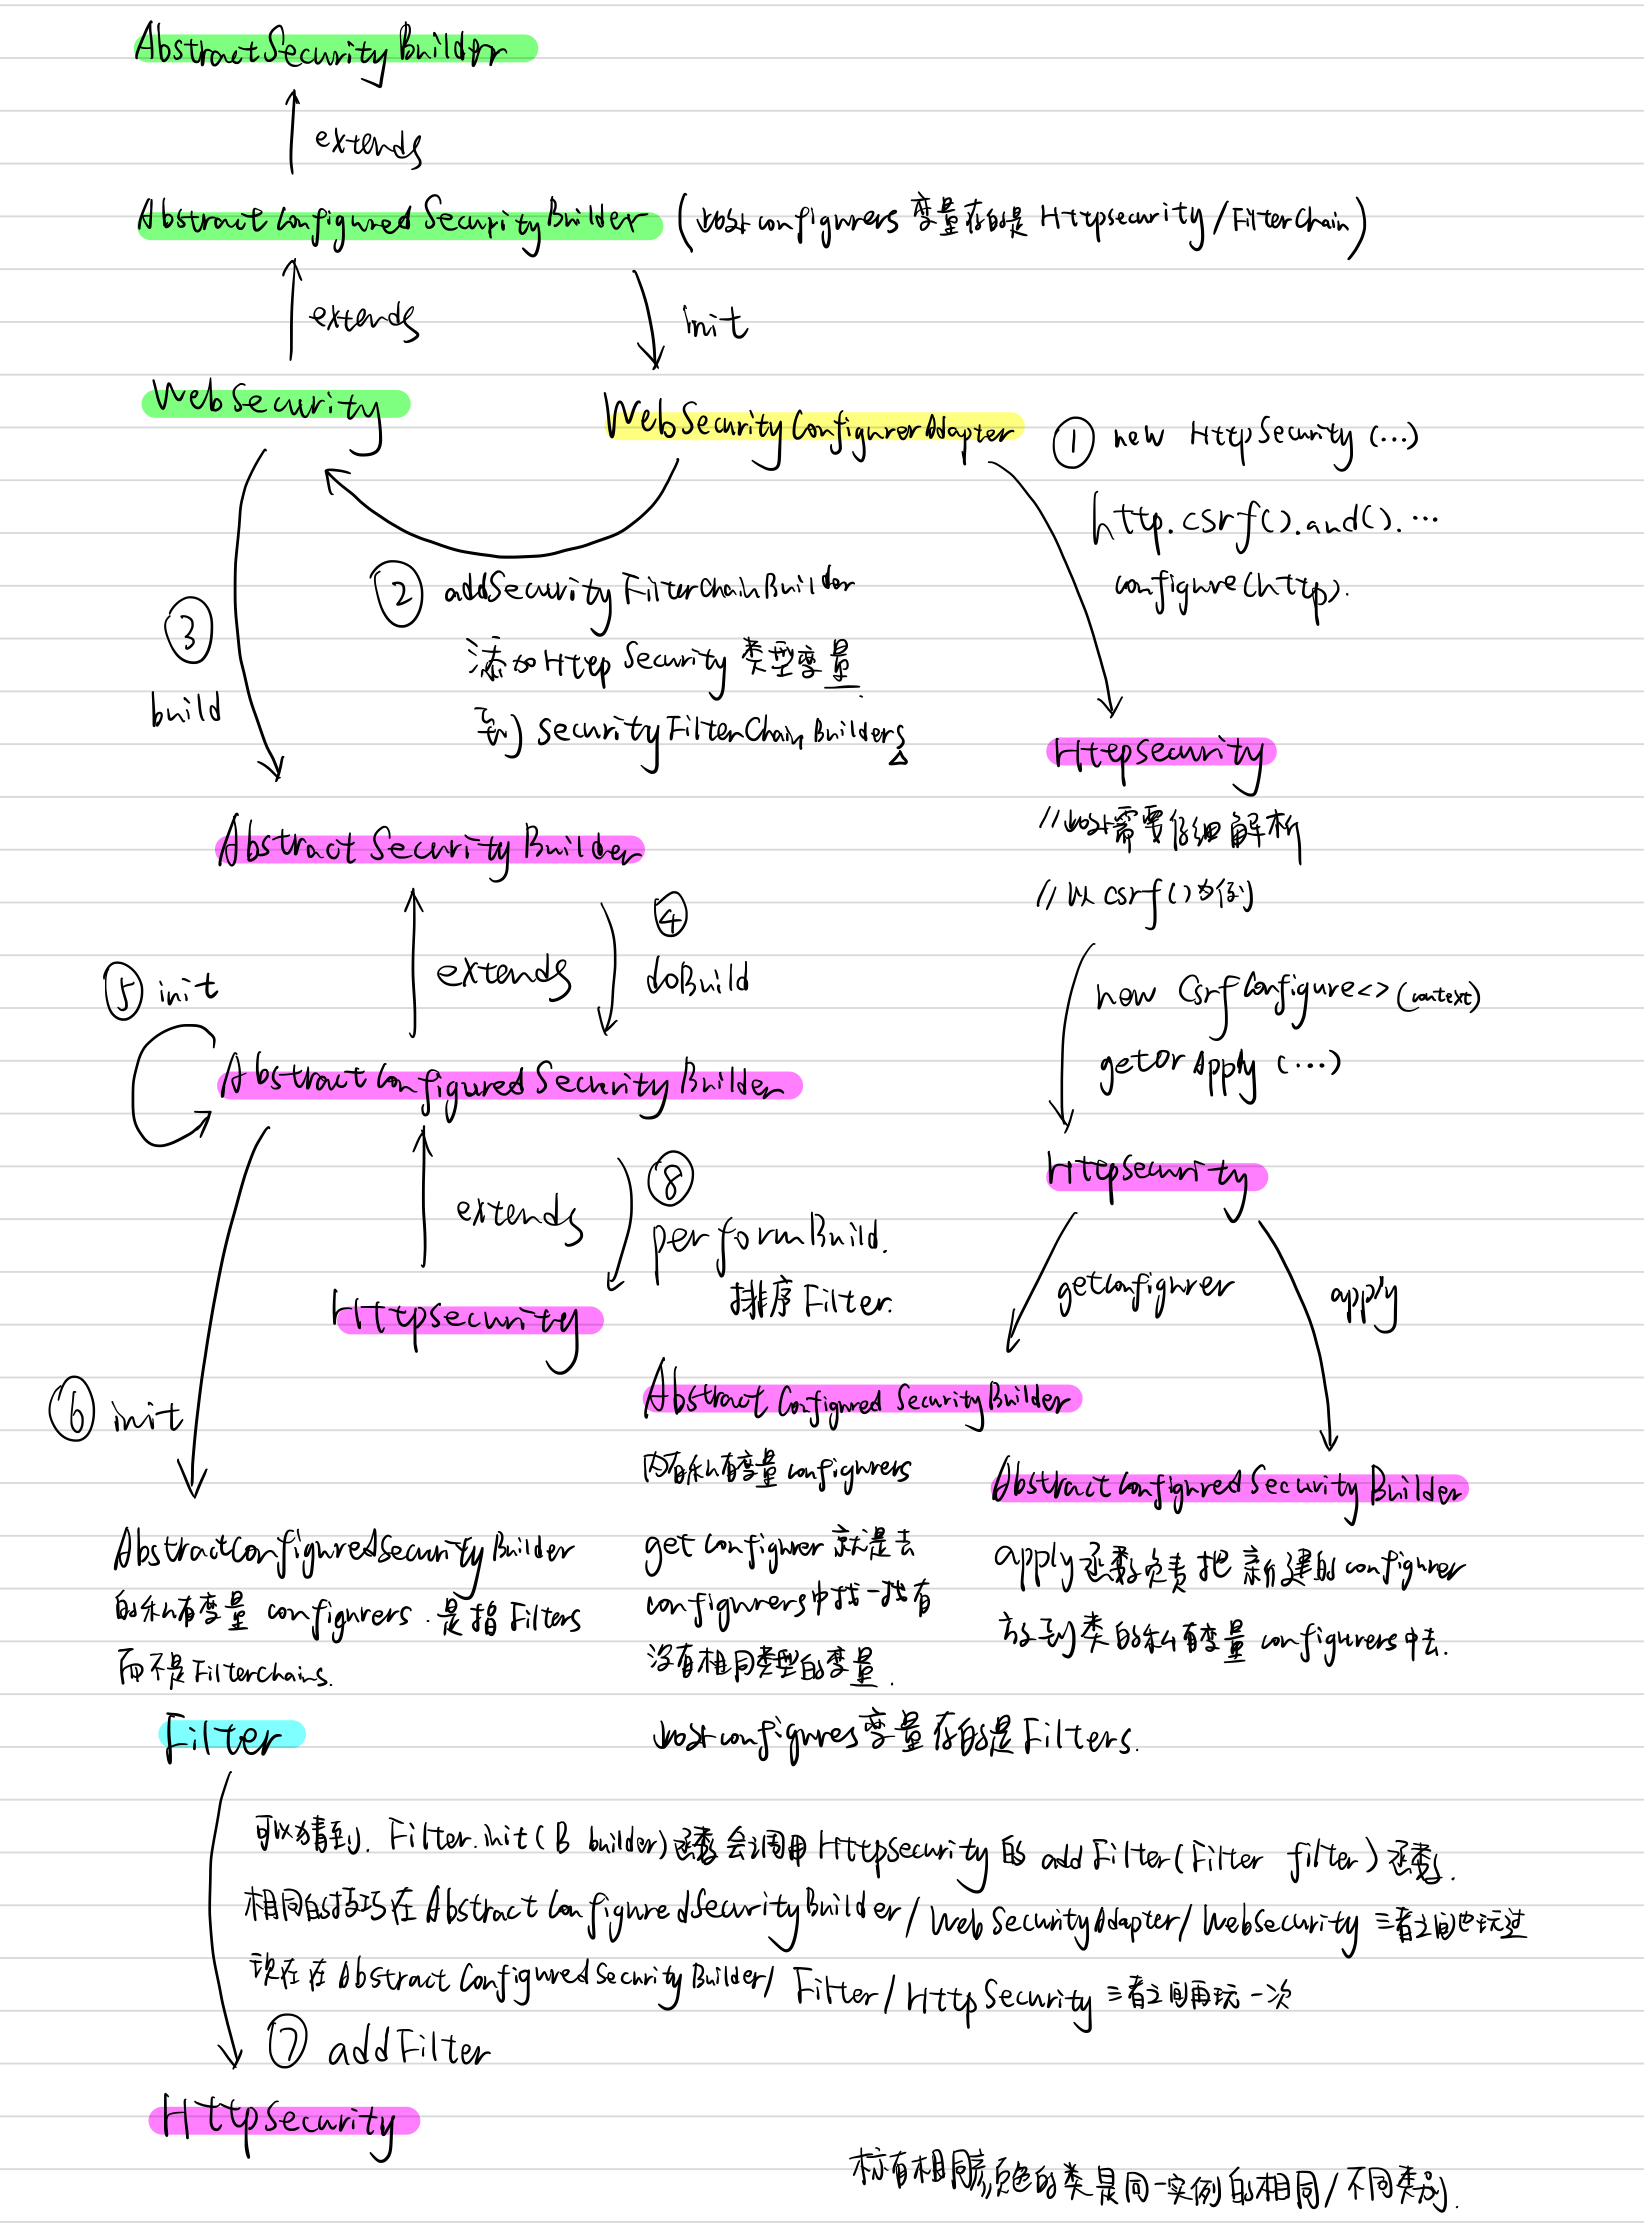 AbstractSecurityBuilder
extends
AbstractConfiguredSecurityBuilder (此处configurers变量存的是Httpsecurity/FilterChain)
extends
init
WebSecurity
WebSecurityConfigurerAdapter
① new HttpSecurity(...)
http.csrf().and()....
configure(http).
② addSecurityFilterChainBuilder
添加HttpSecurity类型变量
到securityFilterChainBuilders
③
build
HttpSecurity
//此处需要仔细解析
//以csrf()为例
AbstractSecurityBuilder
extends
④
doBuild
⑤ init
new CsrfConfigure<>(context)
getOrApply(...)
AbstractConfiguredSecurityBuilder
HttpSecurity
extends
⑧
performBuild.
排序Filter.
getConfigurer
apply
Httpsecurity
⑥ init
AbstractConfiguredSecurityBuilder
内有私有变量configurers
getConfigurer就是去
configurers中找一找有
没有相同类型的变量.
此处configures变量存的是Filters.
AbstractConfiguredSecurityBuilder
apply函数负责把新建的configurer
放到类的私有变量configurers中去.
AbstractConfiguredSecurityBuilder
的私有变量configurers.是指Filters
而不是Filterchains.
Filter
可以猜到. Filter.init(B builder)函数会调用HttpSecurity的addFilter(Filter filter)函数.
相同的技巧在AbstractConfiguredSecurityBuilder/WebSecurityAdapter/WebSecurity三者之间也玩过
现在在AbstractConfiguredSecurityBuilder/Filter/HttpSecurity三者之间再玩一次
⑦ addFilter
HttpSecurity
标有相同颜色的类是同一实例的相同/不同类别.